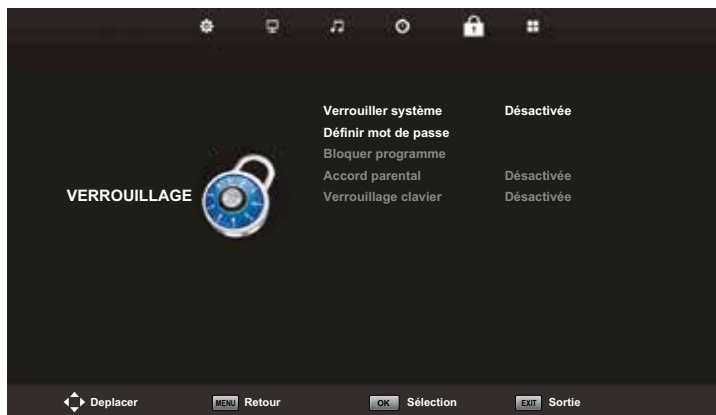 Verrouiller système Désactivée
Définir mot de passe
Bloquer programme
Accord parental Désactivée
VERROUILLAGE
Verrouillage clavier Désactivée
Deplacer MENU Retour OK Sélection EXIT Sortie